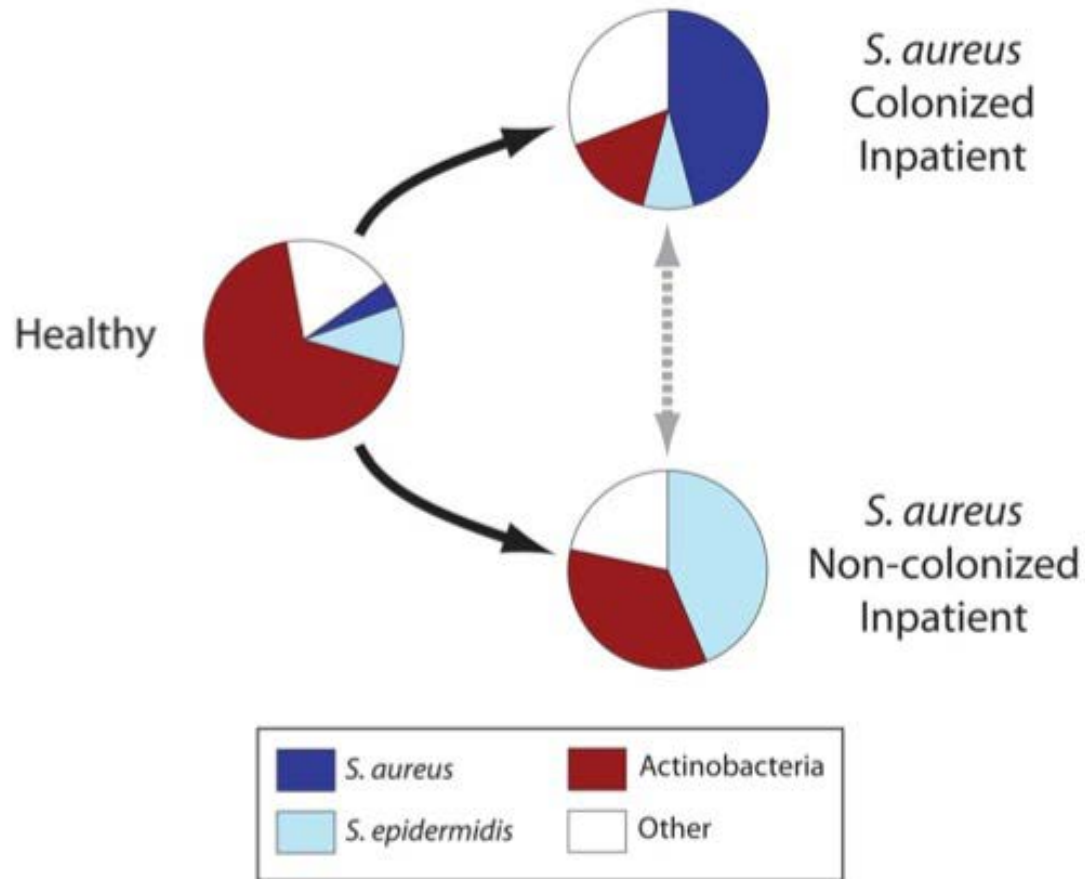 S. aureus
Colonized
Inpatient
Healthy
S. aureus
Non-colonized
Inpatient
S. aureus
Actinobacteria
S. epidermidis
Other